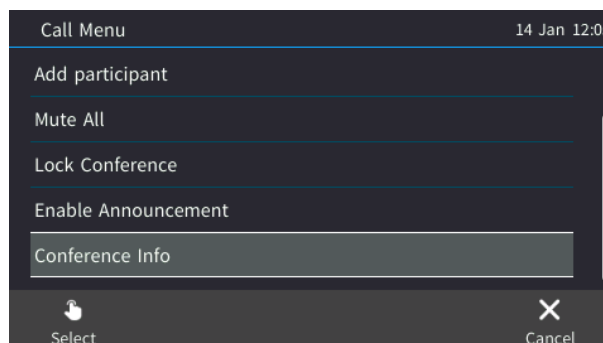 Call Menu
14 Jan 12:0
Add participant
Mute All
Lock Conference
Enable Announcement
Conference Info
Select
Cancel